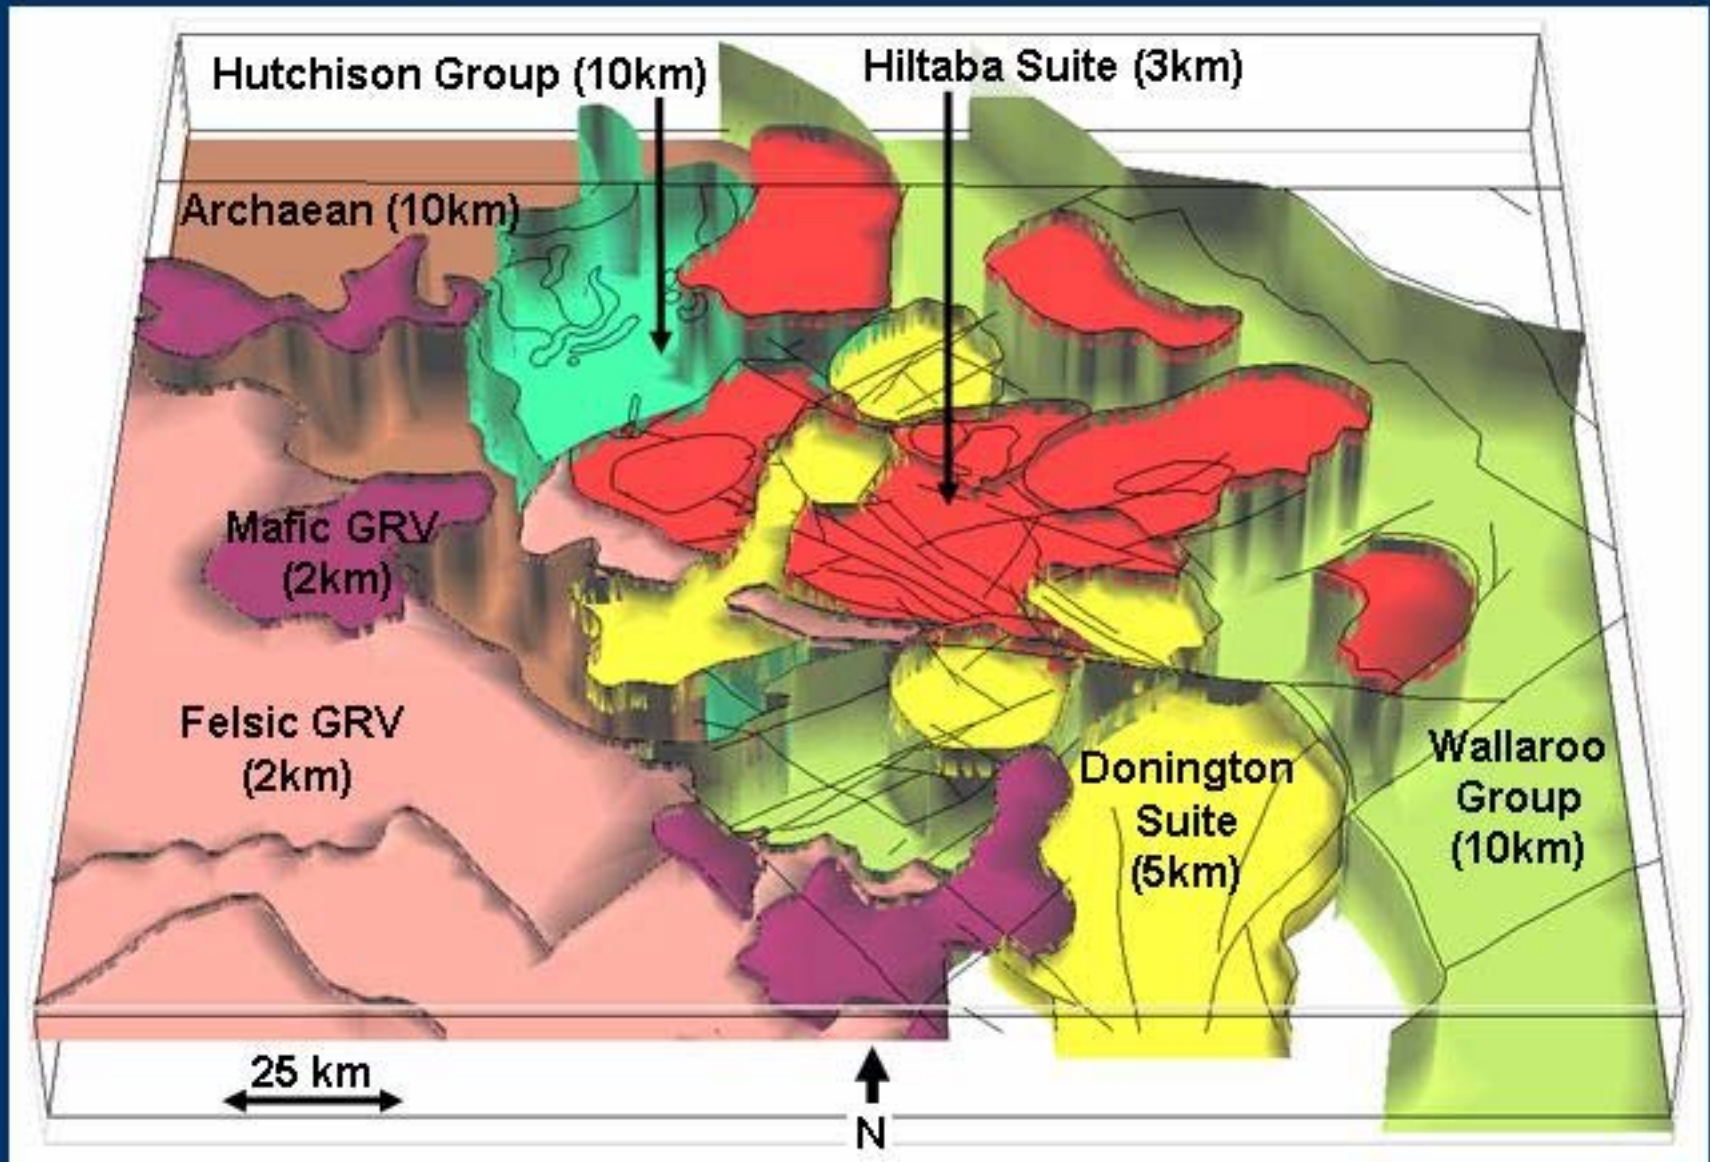 Hutchison Group (10km)
Hiltaba Suite (3km)
Archaean (10km)
Mafic GRV
(2km)
Felsic GRV
(2km)
Donington
Suite
(5km)
Wallaroo
Group
(10km)
25 km
N